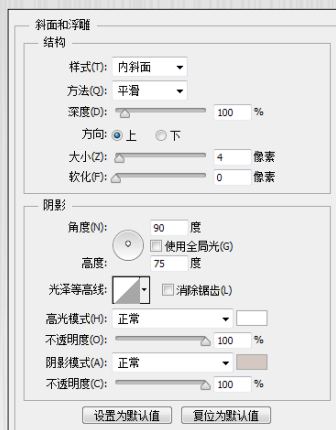 斜面和浮雕
结构
样式(T): 内斜面
方法(Q): 平滑
深度(D): 100 %
方向: 上 下
大小(Z): 4 像素
软化(F): 0 像素
阴影
角度(N): 90 度
使用全局光(G)
高度: 75 度
光泽等高线: 消除锯齿(L)
高光模式(H): 正常
不透明度(O): 100 %
阴影模式(A): 正常
不透明度(C): 100 %
设置为默认值 复位为默认值